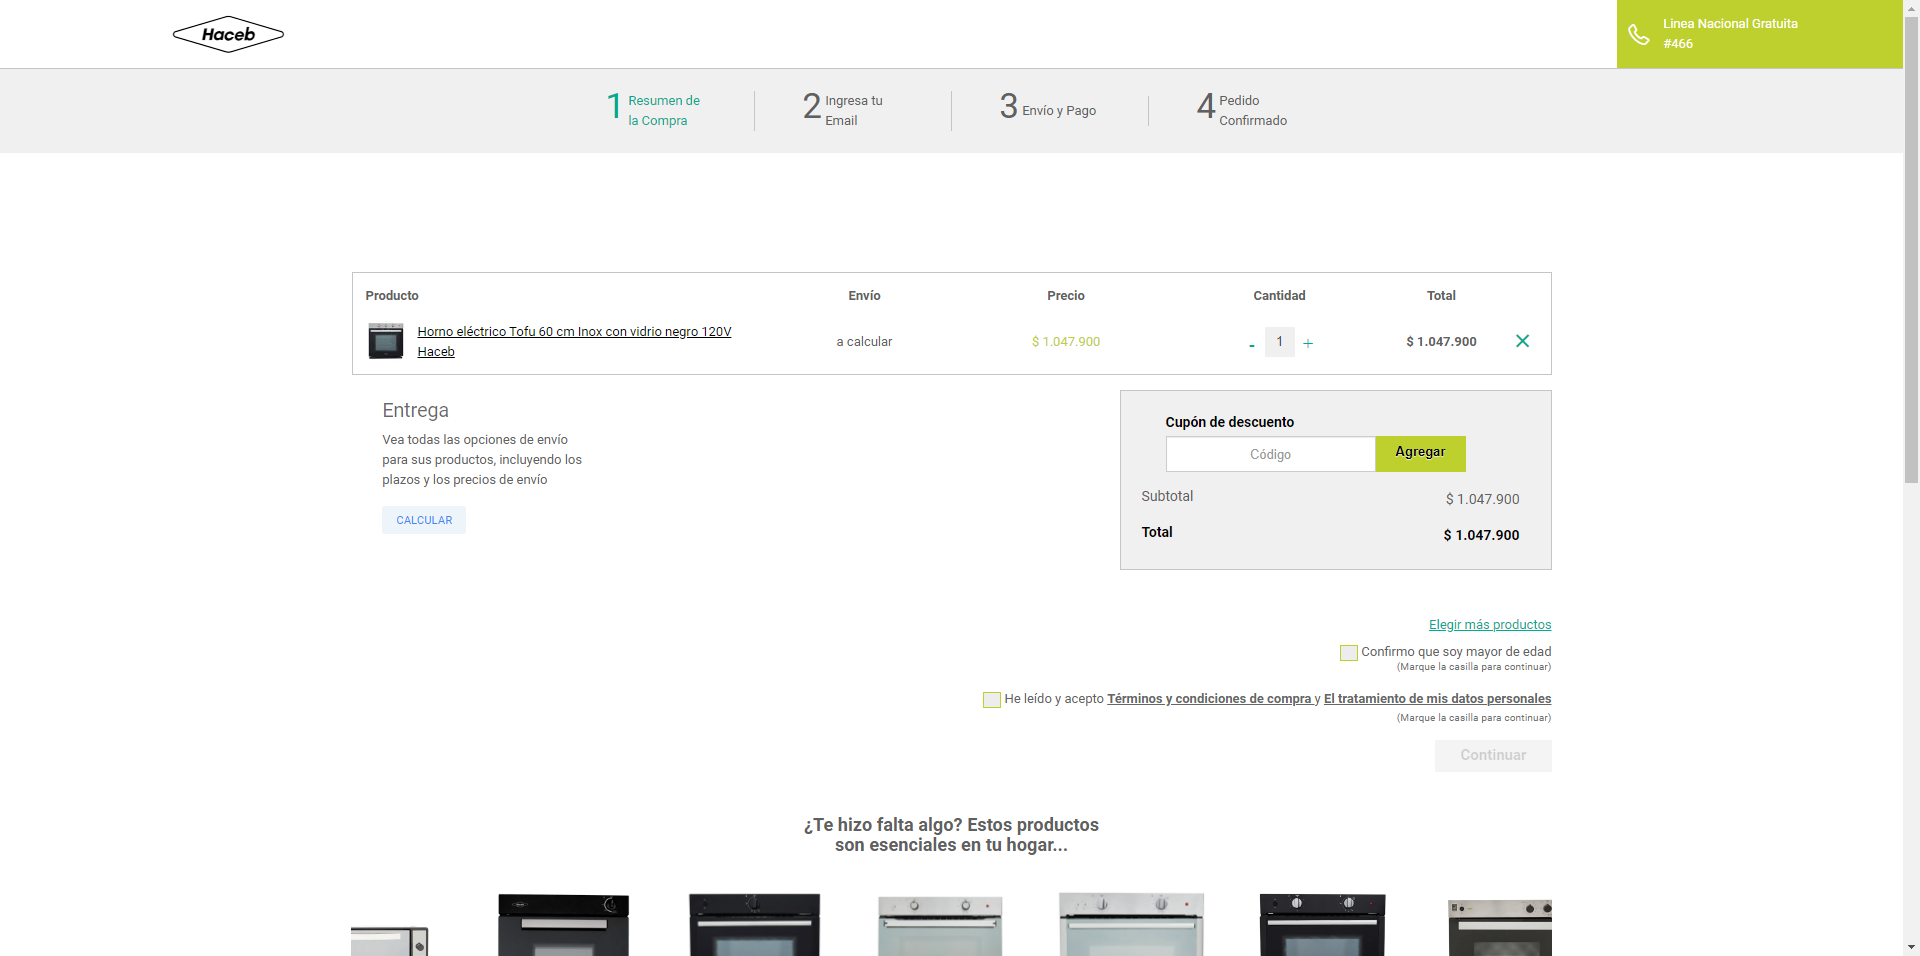 Haceb
Linea Nacional Gratuita
#466
1 Resumen de
la Compra
2 Ingresa tu
Email
3 Envío y Pago
4 Pedido
Confirmado
Producto Envío Precio Cantidad Total
Horno eléctrico Tofu 60 cm Inox con vidrio negro 120V
Haceb
a calcular $ 1.047.900 - 1 + $ 1.047.900
Entrega
Vea todas las opciones de envío
para sus productos, incluyendo los
plazos y los precios de envío
CALCULAR
Cupón de descuento
Código Agregar
Subtotal $ 1.047.900
Total $ 1.047.900
Elegir más productos
Confirmo que soy mayor de edad
(Marque la casilla para continuar)
He leído y acepto Términos y condiciones de compra y El tratamiento de mis datos personales
(Marque la casilla para continuar)
Continuar
¿Te hizo falta algo? Estos productos
son esenciales en tu hogar...